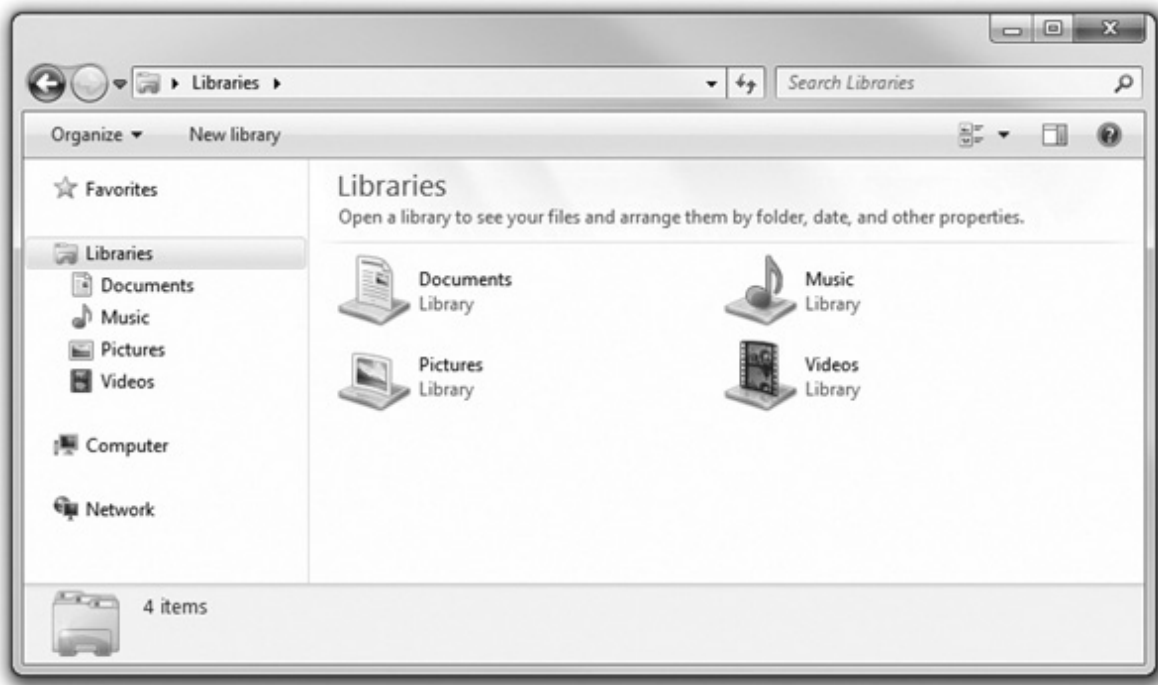 Libraries
Search Libraries
Organize
New library
Favorites
Libraries
Documents
Music
Pictures
Videos
Computer
Network
Libraries
Open a library to see your files and arrange them by folder, date, and other properties.
Documents
Library
Music
Library
Pictures
Library
Videos
Library
4 items